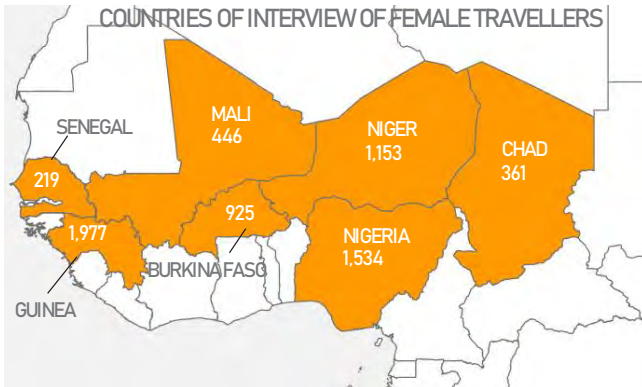 COUNTRIES OF INTERVIEW OF FEMALE TRAVELLERS
MALI
446
SENEGAL
NIGER
1,153
CHAD
361
219
925
1,977
NIGERIA
1,534
BURKINA FASO
GUINEA